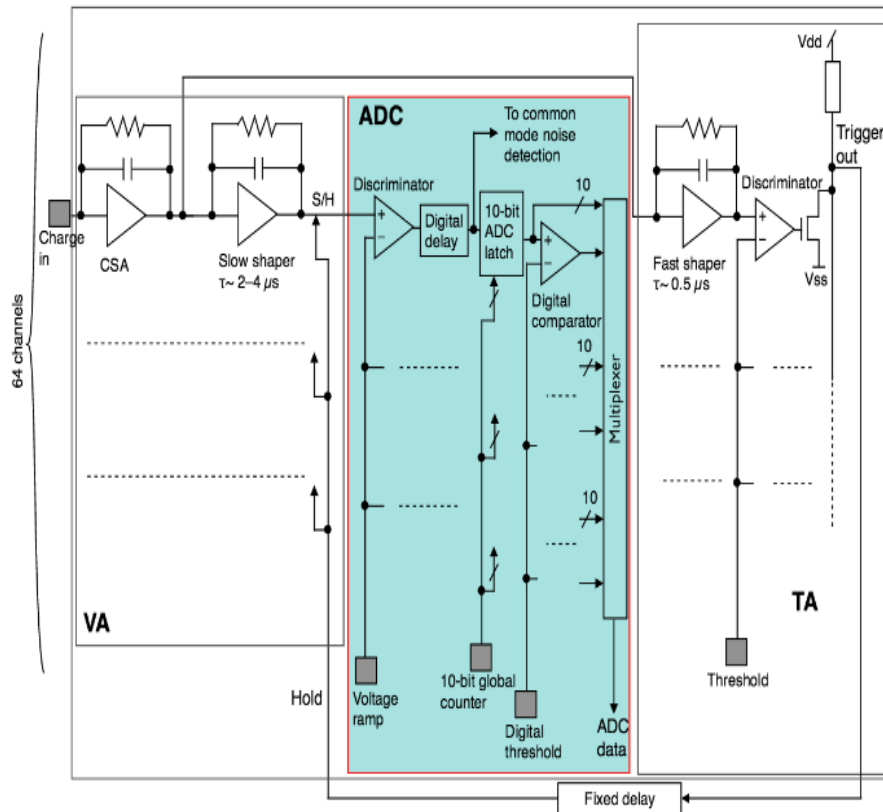 64 channels
VA
Charge
in
CSA
Slow shaper
τ~ 2–4 µs
S/H
Hold
ADC
To common
mode noise
detection
Discriminator
Digital
delay
10-bit
ADC
latch
Digital
comparator
10
10
10
Multiplexer
Voltage
ramp
10-bit global
counter
Digital
threshold
ADC
data
Vdd
Trigger
out
Discriminator
Fast shaper
τ~ 0.5 µs
Vss
TA
Threshold
Fixed delay